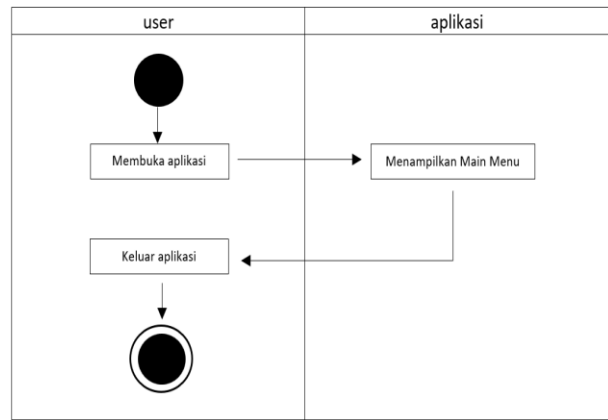 user
aplikasi
Membuka aplikasi
Menampilkan Main Menu
Keluar aplikasi